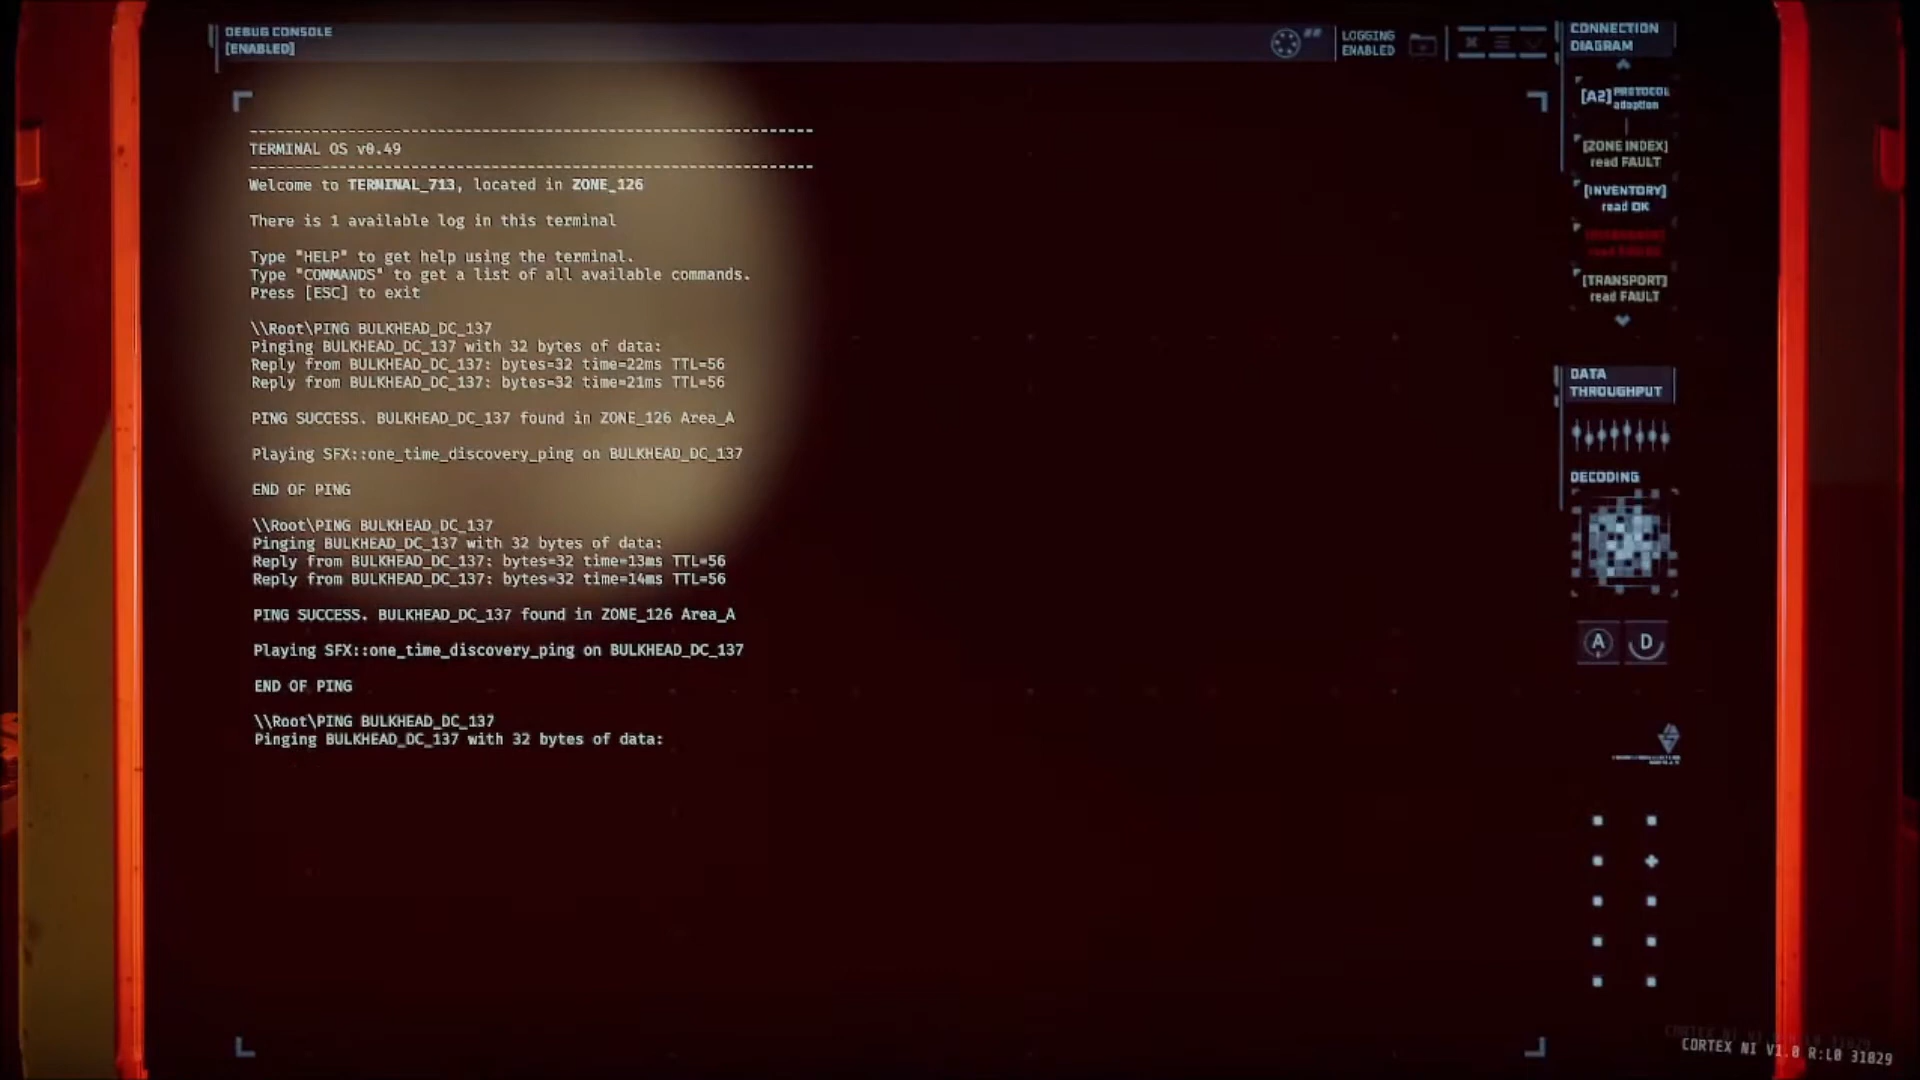 DEBUG CONSOLE
[ENABLED]
LOGGING
ENABLED
------------------------------------------------------------
TERMINAL OS v0.49
------------------------------------------------------------
Welcome to TERMINAL_713, located in ZONE_126
There is 1 available log in this terminal
Type "HELP" to get help using the terminal.
Type "COMMANDS" to get a list of all available commands.
Press [ESC] to exit
\\Root\PING BULKHEAD_DC_137
Pinging BULKHEAD_DC_137 with 32 bytes of data:
Reply from BULKHEAD_DC_137: bytes=32 time=22ms TTL=56
Reply from BULKHEAD_DC_137: bytes=32 time=21ms TTL=56
PING SUCCESS. BULKHEAD_DC_137 found in ZONE_126 Area_A
Playing SFX::one_time_discovery_ping on BULKHEAD_DC_137
END OF PING
\\Root\PING BULKHEAD_DC_137
Pinging BULKHEAD_DC_137 with 32 bytes of data:
Reply from BULKHEAD_DC_137: bytes=32 time=13ms TTL=56
Reply from BULKHEAD_DC_137: bytes=32 time=14ms TTL=56
PING SUCCESS. BULKHEAD_DC_137 found in ZONE_126 Area_A
Playing SFX::one_time_discovery_ping on BULKHEAD_DC_137
END OF PING
\\Root\PING BULKHEAD_DC_137
Pinging BULKHEAD_DC_137 with 32 bytes of data:
CONNECTION
DIAGRAM
[A2] PROTOCOL
adaption
[ZONE INDEX]
read FAULT
[INVENTORY]
read OK
[TRANSPORT]
read FAULT
DATA
THROUGHPUT
DECODING
A D
CORTEX NI V1.0 R:L0 31029